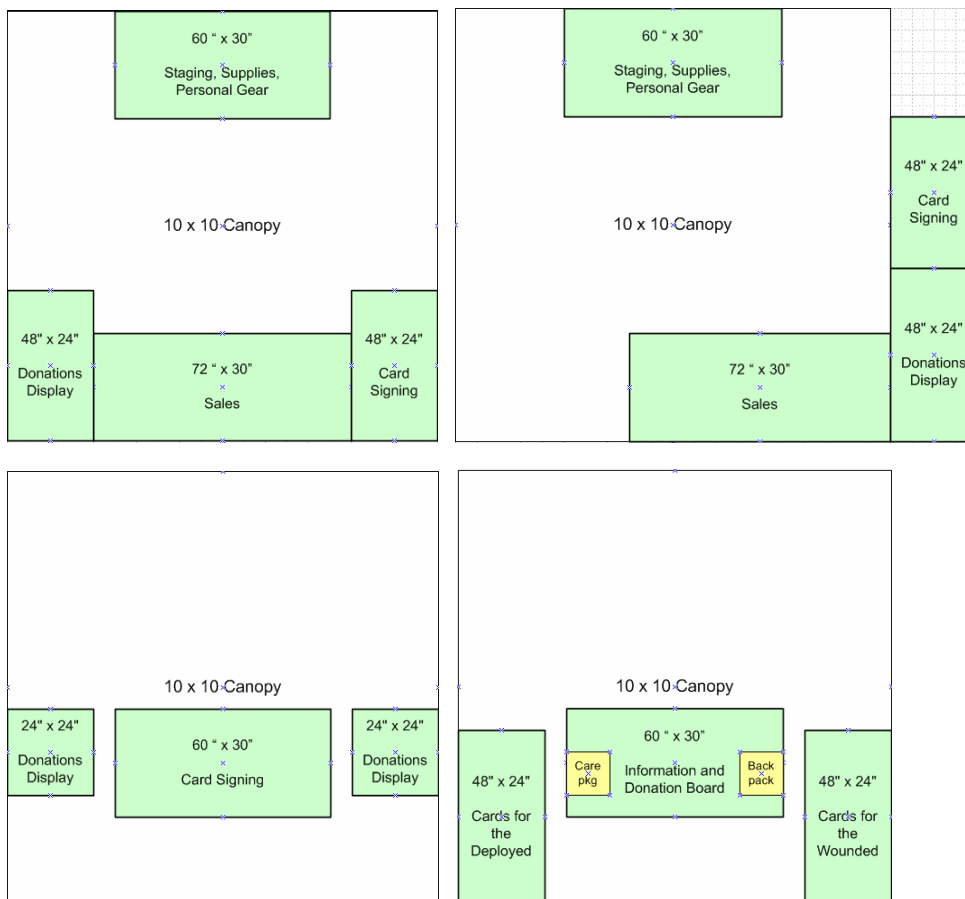 60 “ x 30”
Staging, Supplies,
Personal Gear
10 x 10 Canopy
48" x 24"
Donations
Display
72 “ x 30”
Sales
48" x 24"
Card
Signing
60 “ x 30”
Staging, Supplies,
Personal Gear
48" x 24"
Card
Signing
10 x 10 Canopy
72 “ x 30”
Sales
48" x 24"
Donations
Display
10 x 10 Canopy
24" x 24"
Donations
Display
60 “ x 30”
Card Signing
24" x 24"
Donations
Display
10 x 10 Canopy
48" x 24"
Cards for
the
Deployed
60 “ x 30”
Care
pkg
Information and
Donation Board
Back
pack
48" x 24"
Cards for
the
Wounded